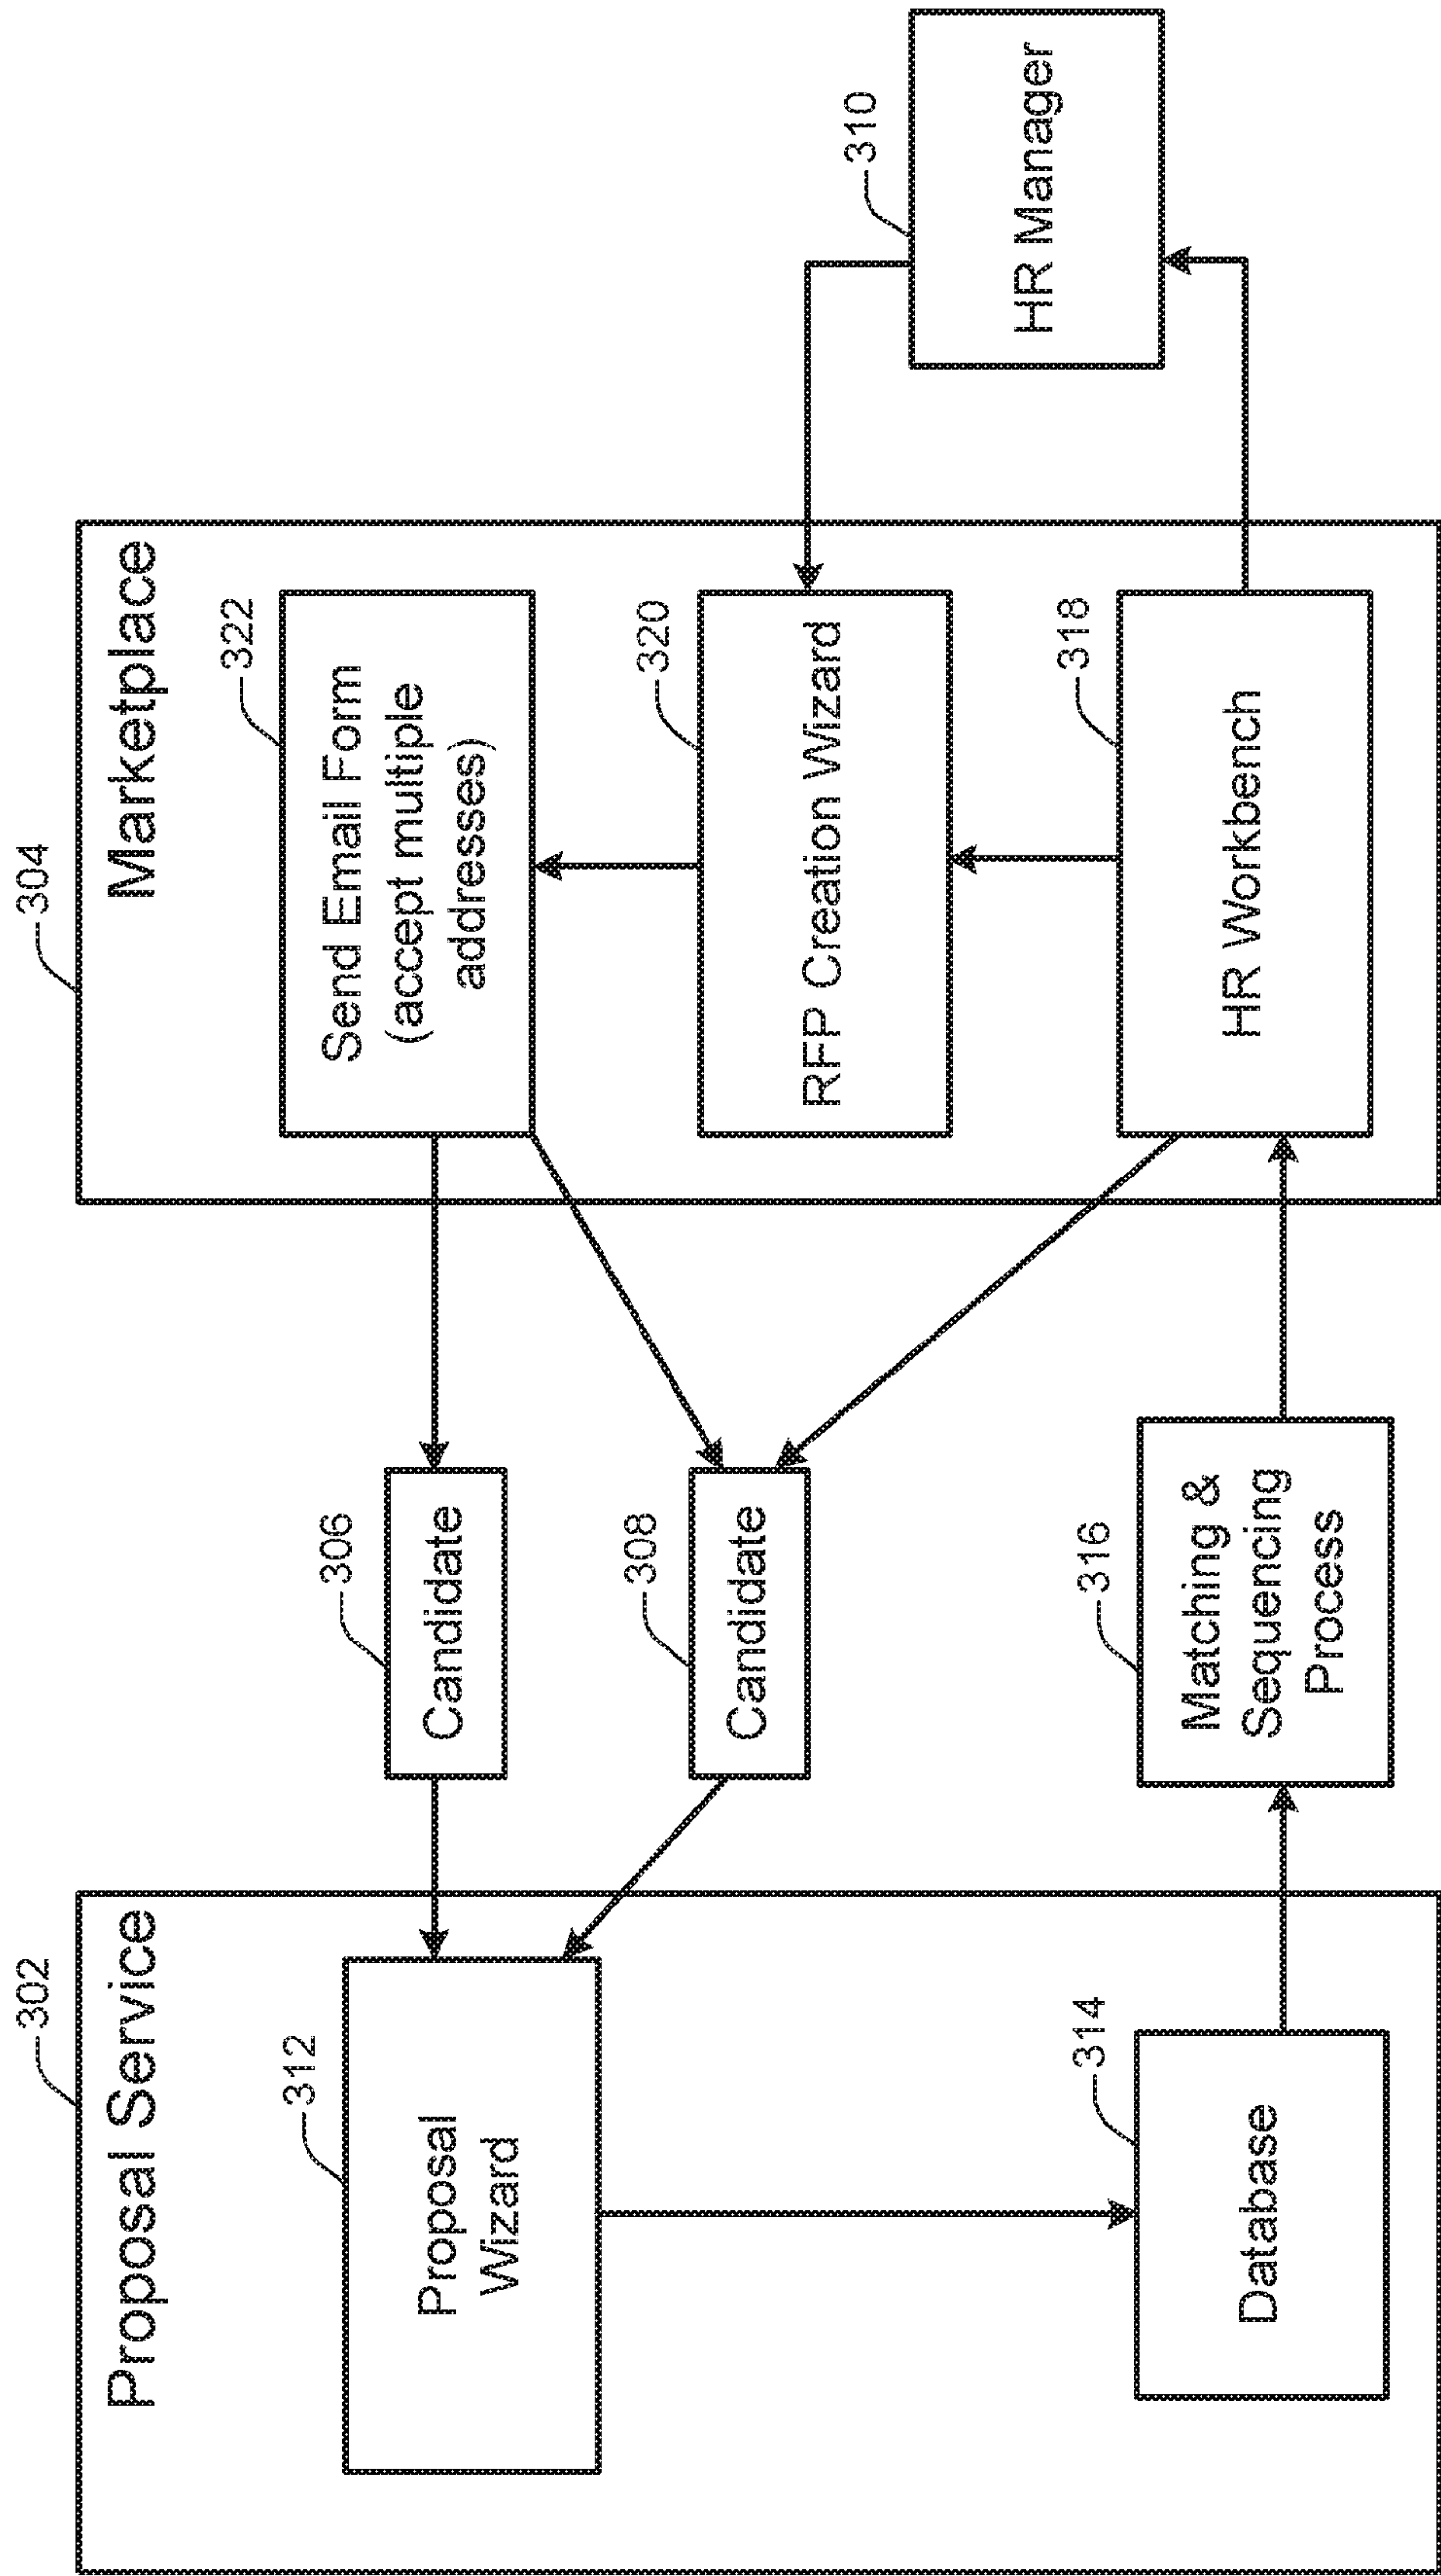 302
Proposal Service
312
Proposal
Wizard
314
Database
306
Candidate
308
Candidate
316
Matching &
Sequencing
Process
304
Marketplace
322
Send Email Form
(accept multiple
addresses)
320
RFP Creation Wizard
318
HR Workbench
310
HR Manager